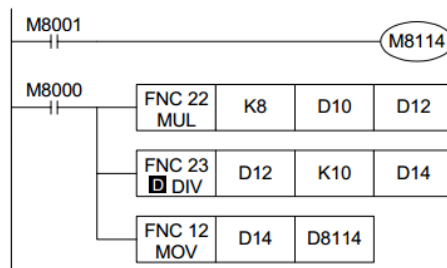 M8001
M8114
M8000
FNC 22
MUL
K8
D10
D12
FNC 23
D DIV
D12
K10
D14
FNC 12
MOV
D14
D8114